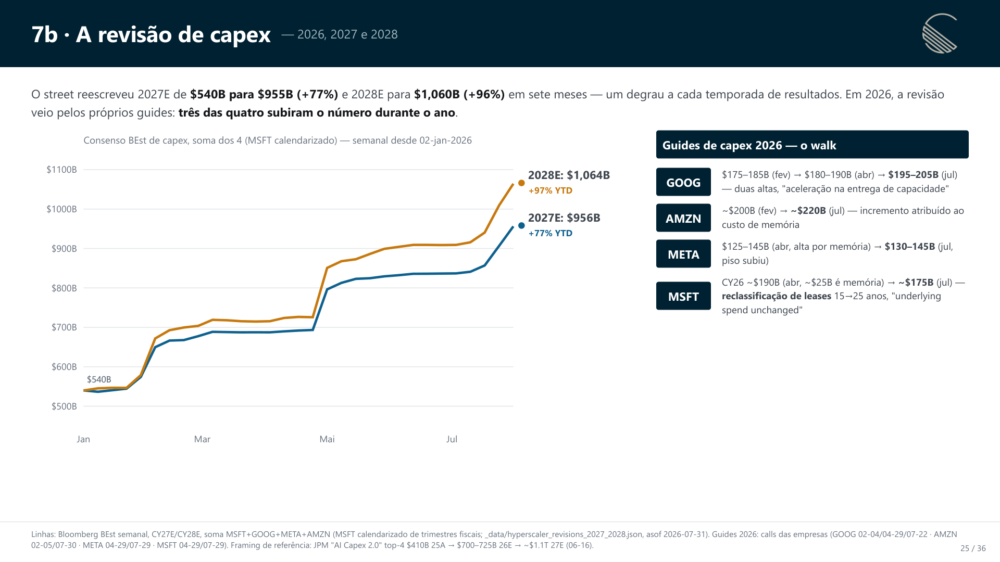 7b · A revisão de capex — 2026, 2027 e 2028
O street reescreveu 2027E de $540B para $955B (+77%) e 2028E para $1,060B (+96%) em sete meses — um degrau a cada temporada de resultados. Em 2026, a revisão
veio pelos próprios guides: três das quatro subiram o número durante o ano.
Consenso BEst de capex, soma dos 4 (MSFT calendarizado) — semanal desde 02-jan-2026
$1100B
$1000B
$900B
$800B
$700B
$600B
$500B
$540B
2028E: $1,064B
+97% YTD
2027E: $956B
+77% YTD
Jan
Mar
Mai
Jul
Guides de capex 2026 — o walk
GOOG
$175–185B (fev) → $180–190B (abr) → $195–205B (jul)
— duas altas, "aceleração na entrega de capacidade"
AMZN
~$200B (fev) → ~$220B (jul) — incremento atribuído ao
custo de memória
META
$125–145B (abr, alta por memória) → $130–145B (jul,
piso subiu)
MSFT
CY26 ~$190B (abr, ~$25B é memória) → ~$175B (jul) —
reclassificação de leases 15→25 anos, "underlying
spend unchanged"
Linhas: Bloomberg BEst semanal, CY27E/CY28E, soma MSFT+GOOG+META+AMZN (MSFT calendarizado de trimestres fiscais; _data/hyperscaler_revisions_2027_2028.json, asof 2026-07-31). Guides 2026: calls das empresas (GOOG 02-04/04-29/07-22 · AMZN
02-05/07-30 · META 04-29/07-29 · MSFT 04-29/07-29). Framing de referência: JPM "AI Capex 2.0" top-4 $410B 25A → $700–725B 26E → ~$1.1T 27E (06-16).
25 / 36